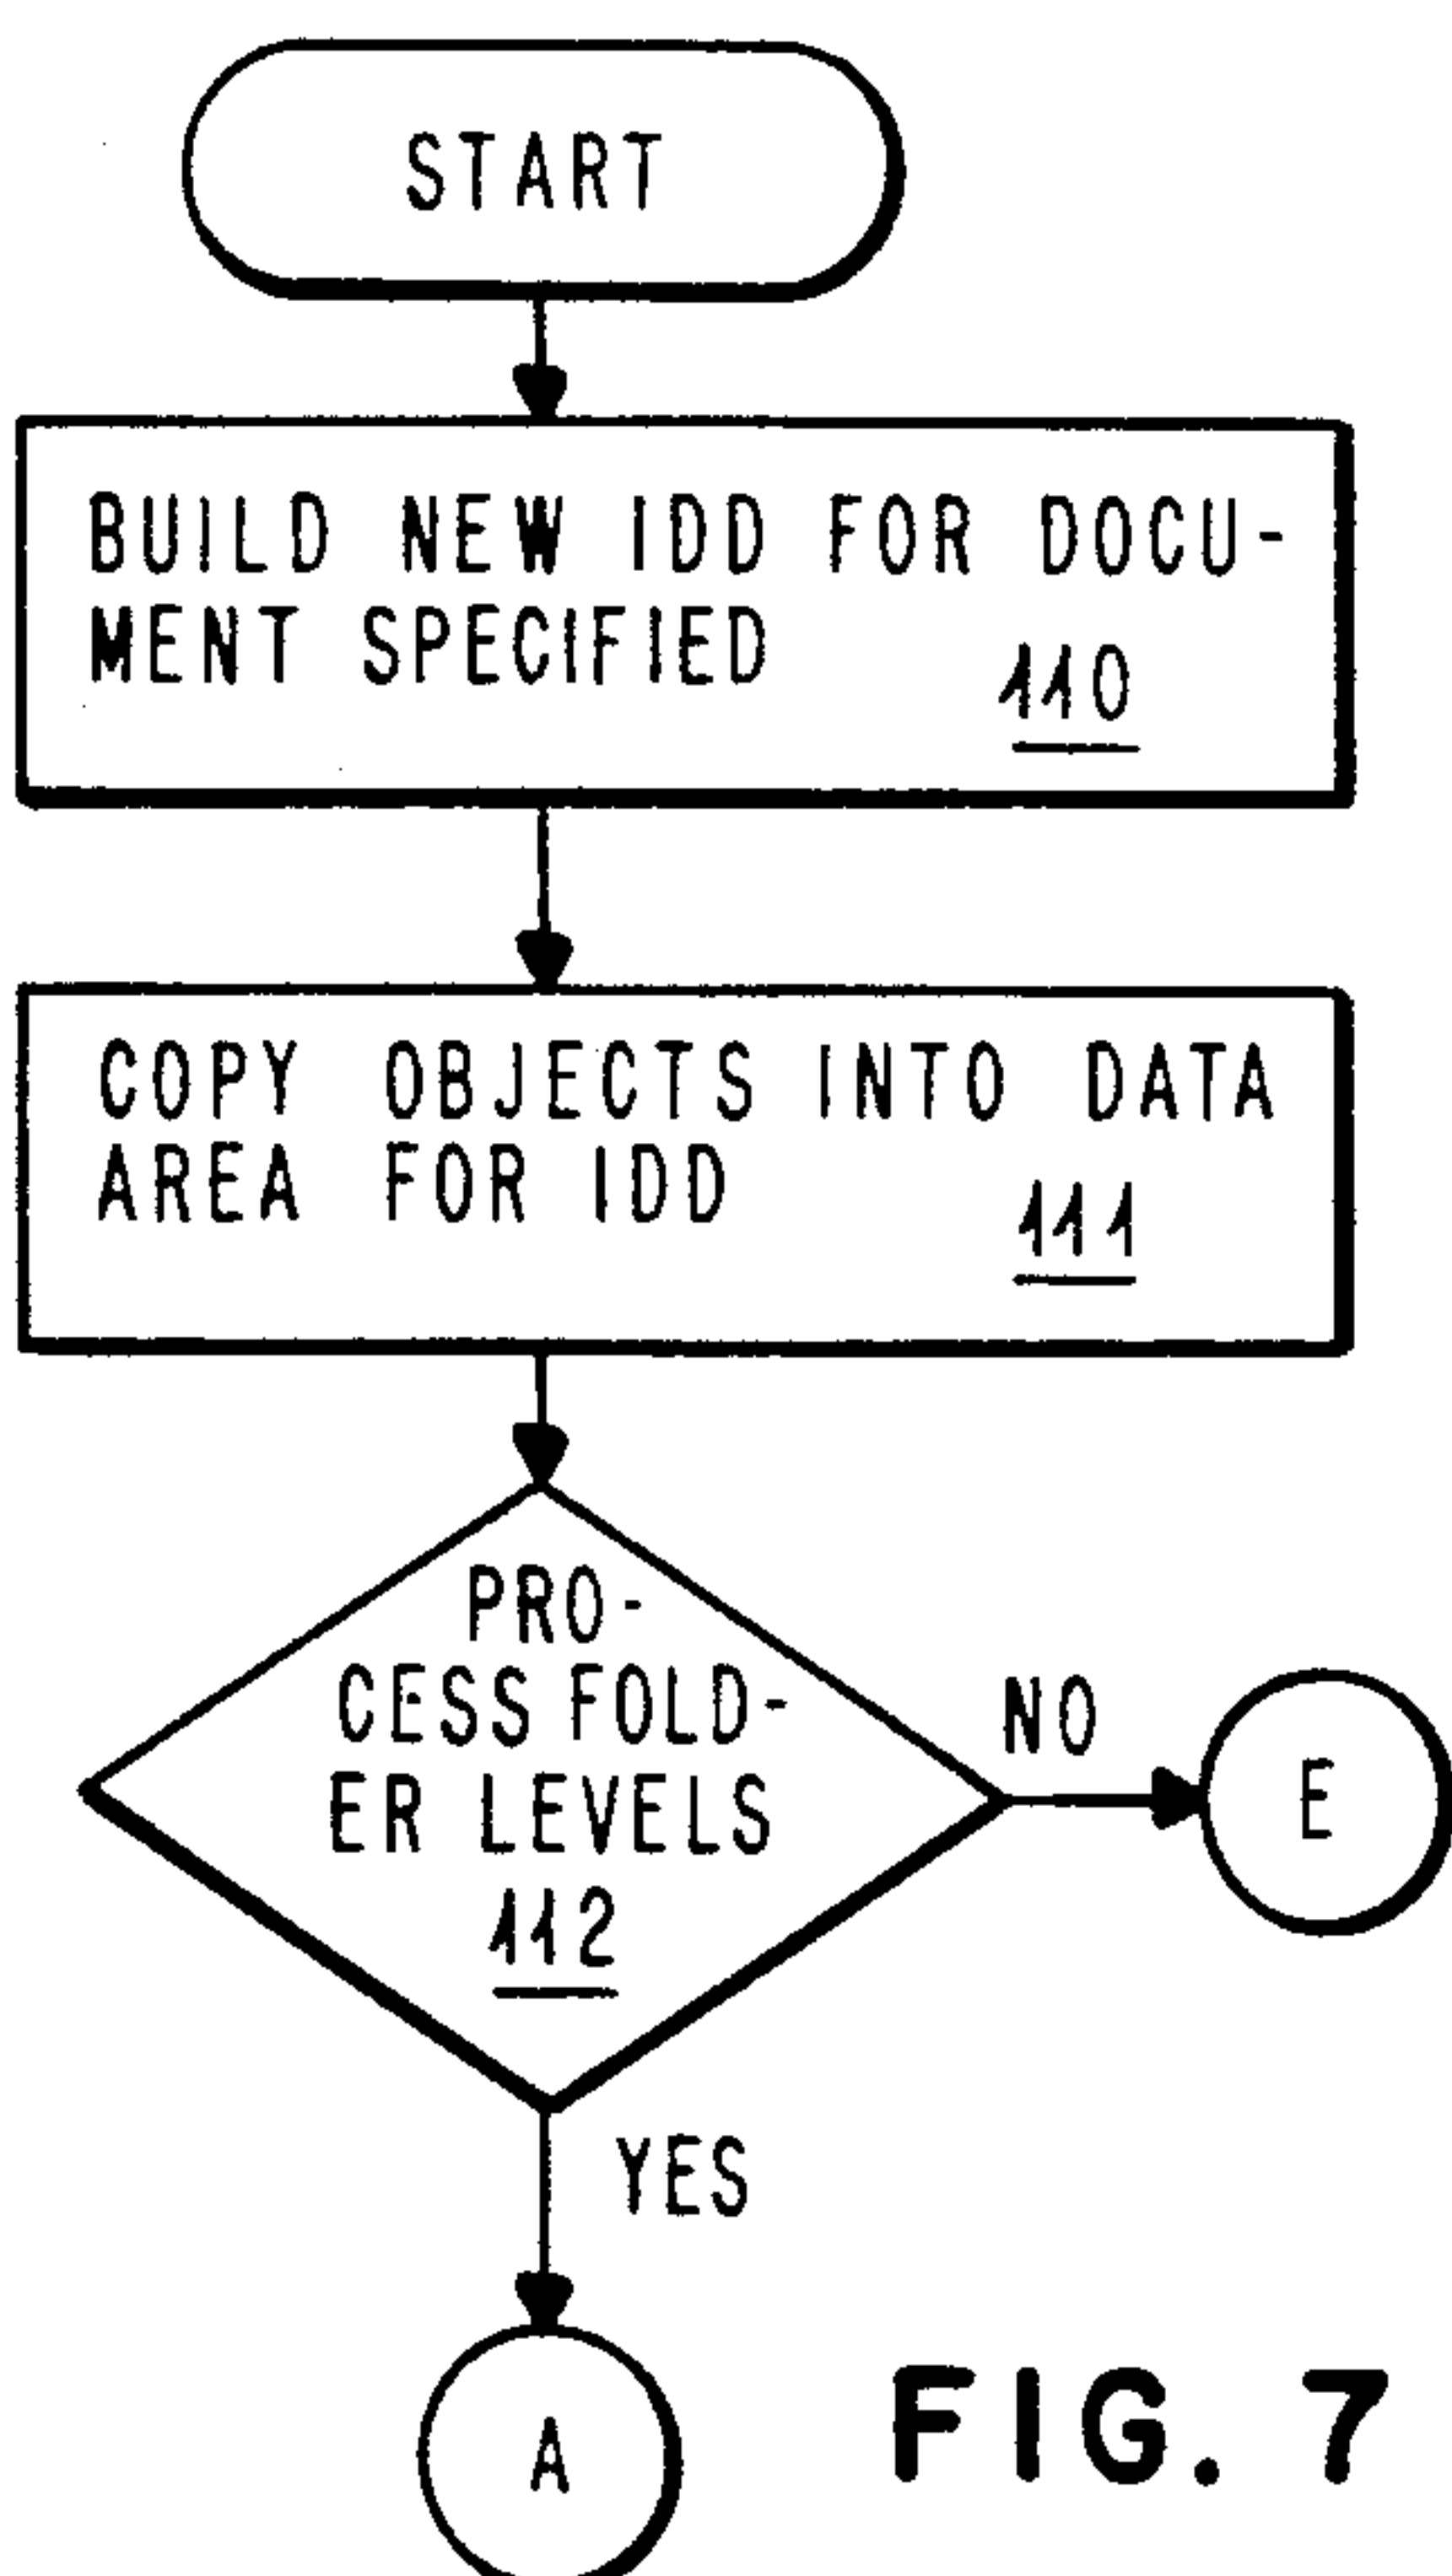 START
BUILD NEW IDD FOR DOCU-
MENT SPECIFIED
110
COPY OBJECTS INTO DATA
AREA FOR IDD
111
PRO-
CESS FOLD-
ER LEVELS
112
NO
E
YES
A
FIG. 7